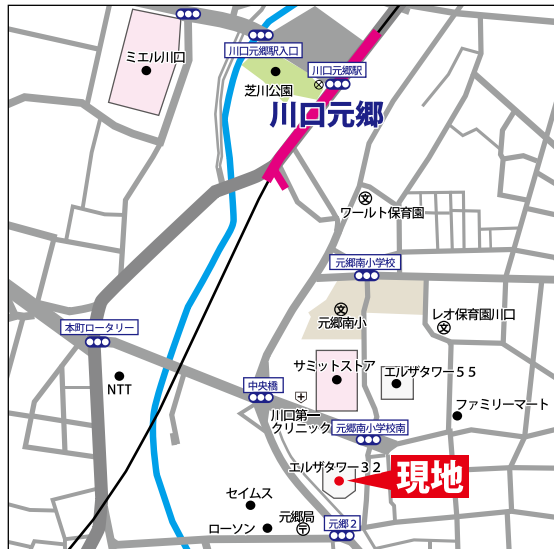 川口元郷駅入口
ミエル川口
川口元郷駅
芝川公園
川口元郷
ワールト保育園
元郷南小学校
元郷南小
レオ保育園川口
本町ロータリー
サミットストア
エルザタワー５５
NTT
中央橋
ファミリーマート
川口第一
クリニック
元郷南小学校南
エルザタワー３２
現地
セイムス
元郷局
ローソン
元郷２